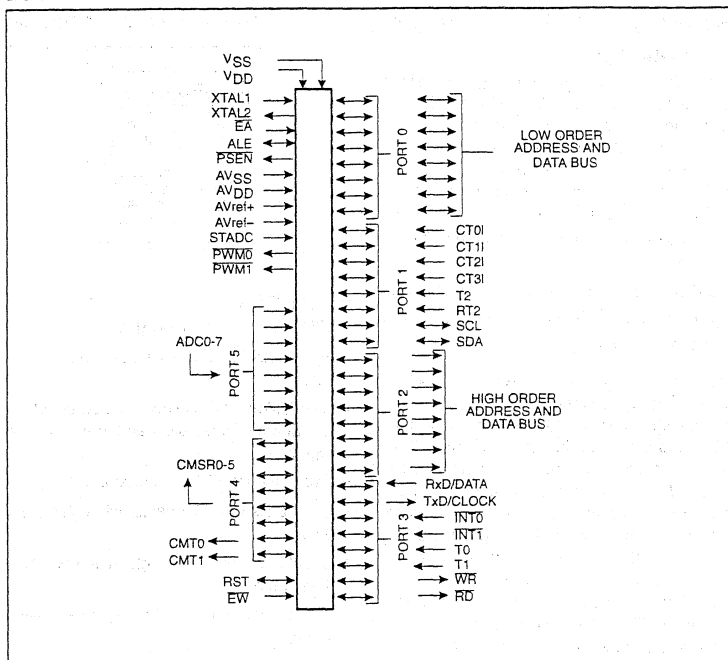 VSS
VDD
XTAL1
XTAL2
EA
ALE
PSEN
AVSS
AVDD
AVref+
AVref–
STADC
PWM0
PWM1
ADC0-7
PORT 5
CMSR0-5
PORT 4
CMT0
CMT1
RST
EW
PORT 0
LOW ORDER
ADDRESS AND
DATA BUS
PORT 1
CT0I
CT1I
CT2I
CT3I
T2
RT2
SCL
SDA
PORT 2
HIGH ORDER
ADDRESS AND
DATA BUS
PORT 3
RxD/DATA
TxD/CLOCK
INT0
INT1
T0
T1
WR
RD